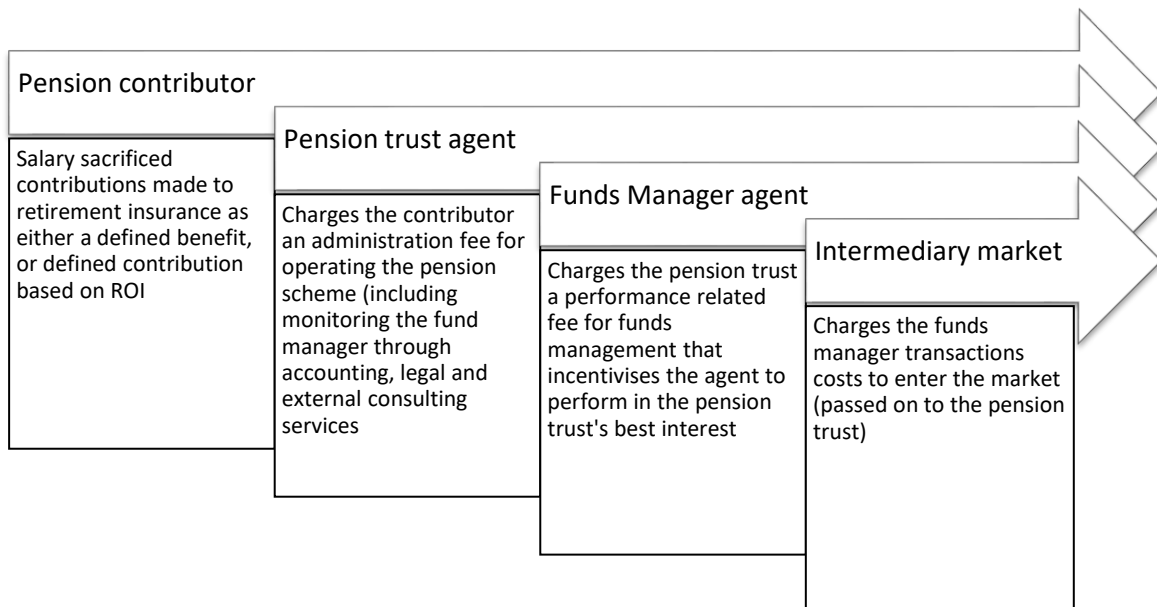 Pension contributor
Salary sacrificed
contributions made to
retirement insurance as
either a defined benefit,
or defined contribution
based on ROI
Pension trust agent
Charges the contributor
an administration fee for
operating the pension
scheme (including
monitoring the fund
manager through
accounting, legal and
external consulting
services
Funds Manager agent
Charges the pension trust
a performance related
fee for funds
management that
incentivises the agent to
perform in the pension
trust's best interest
Intermediary market
Charges the funds
manager transactions
costs to enter the market
(passed on to the pension
trust)